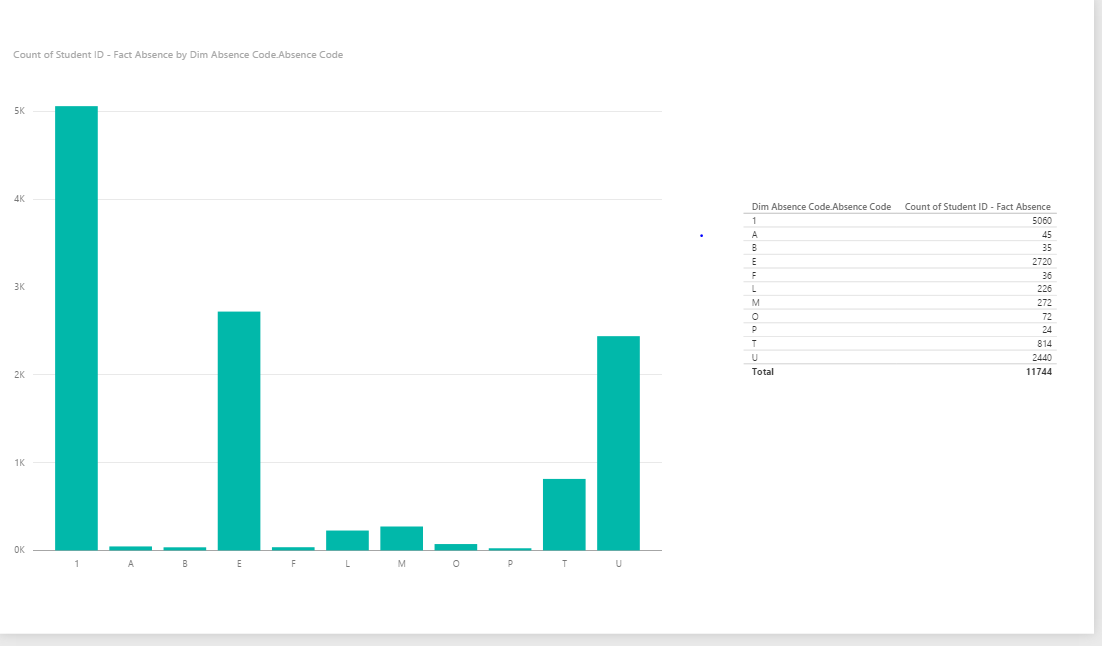 Count of Student ID - Fact Absence by Dim Absence Code.Absence Code
5K
4K
3K
2K
1K
0K
1 A B E F L M O P T U
Dim Absence Code.Absence Code Count of Student ID - Fact Absence
1 5060
A 45
B 35
E 2720
F 36
L 226
M 272
O 72
P 24
T 814
U 2440
Total 11744